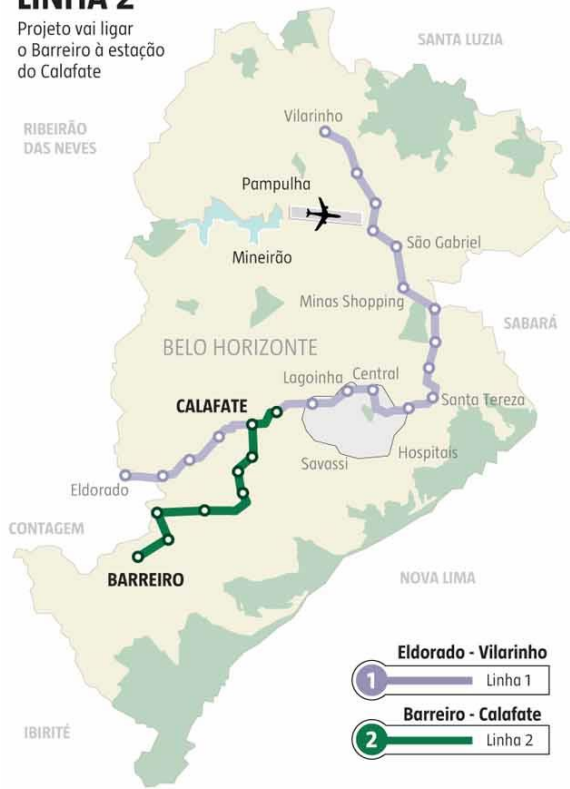 LINHA 2
Projeto vai ligar
o Barreiro à estação
do Calafate
SANTA LUZIA
RIBEIRÃO
DAS NEVES
Vilarinho
Pampulha
Mineirão
São Gabriel
Minas Shopping
SABARÁ
BELO HORIZONTE
Lagoinha
Central
CALAFATE
Santa Tereza
Savassi
Hospitais
Eldorado
CONTAGEM
BARREIRO
NOVA LIMA
IBIRITÉ
Eldorado - Vilarinho
1 Linha 1
Barreiro - Calafate
2 Linha 2